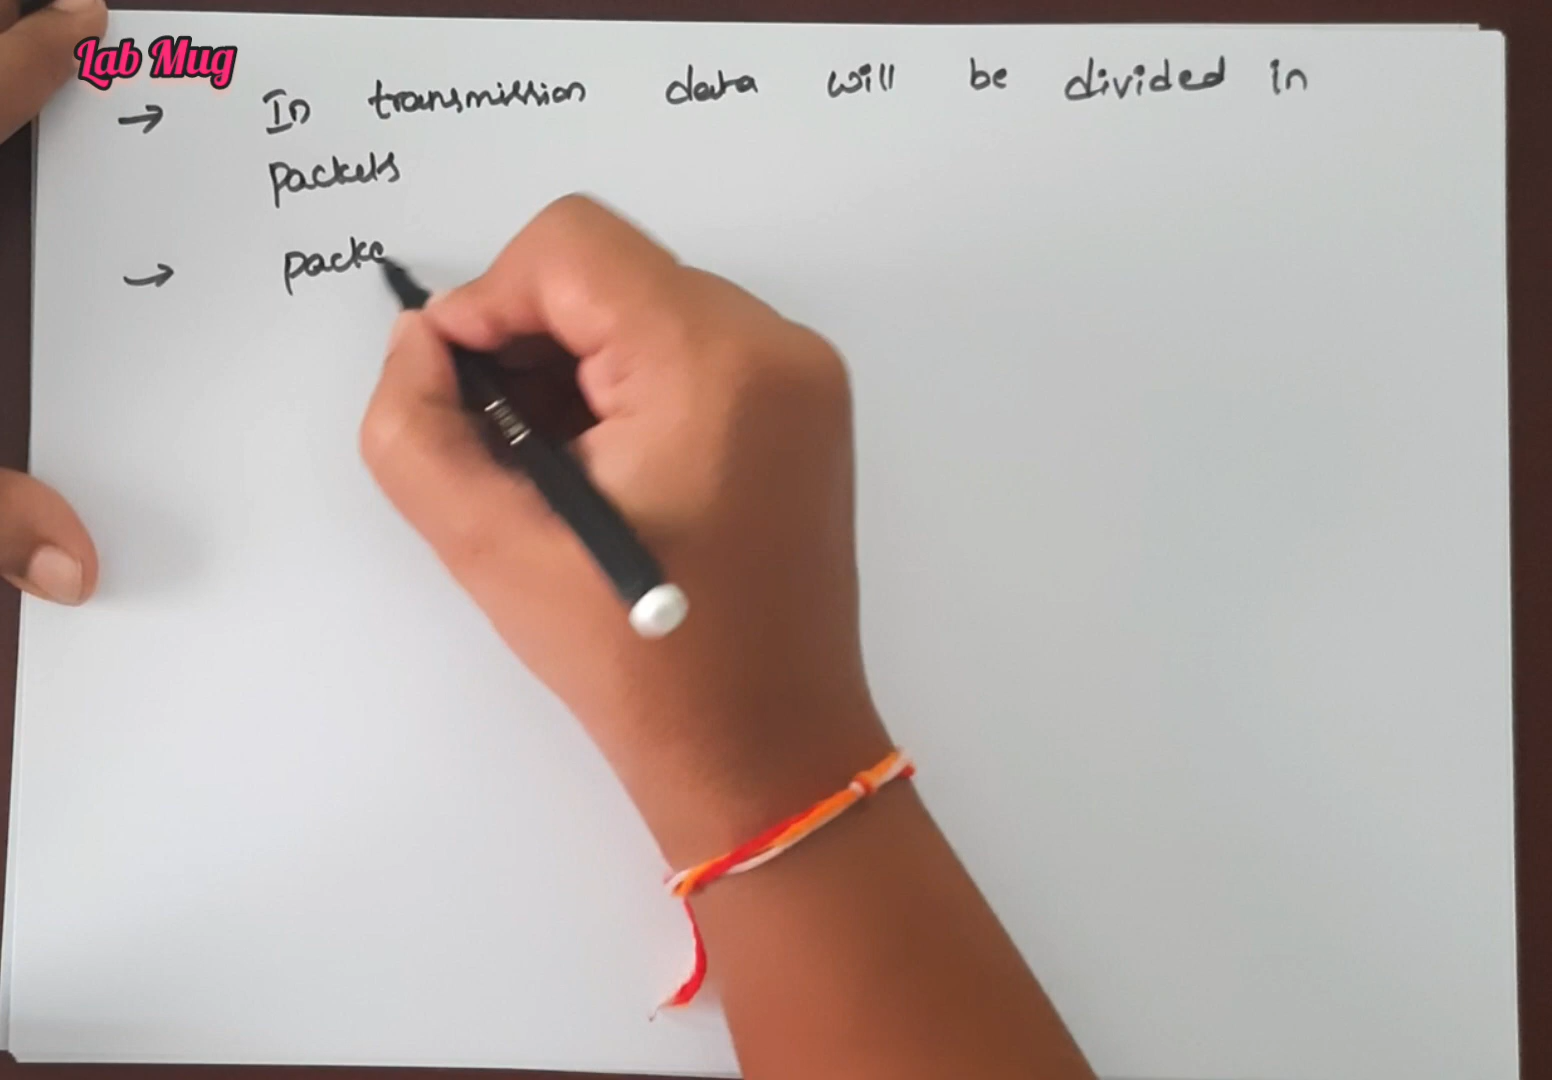 Lab Mug
→ In transmission data will be divided in
packets
→ packe